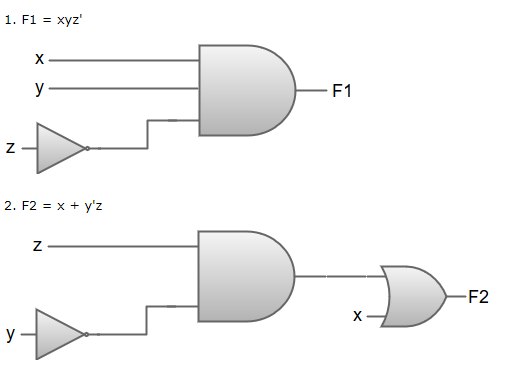 1. F1 = xyz'
x
y
F1
z
2. F2 = x + y'z
z
F2
x
y